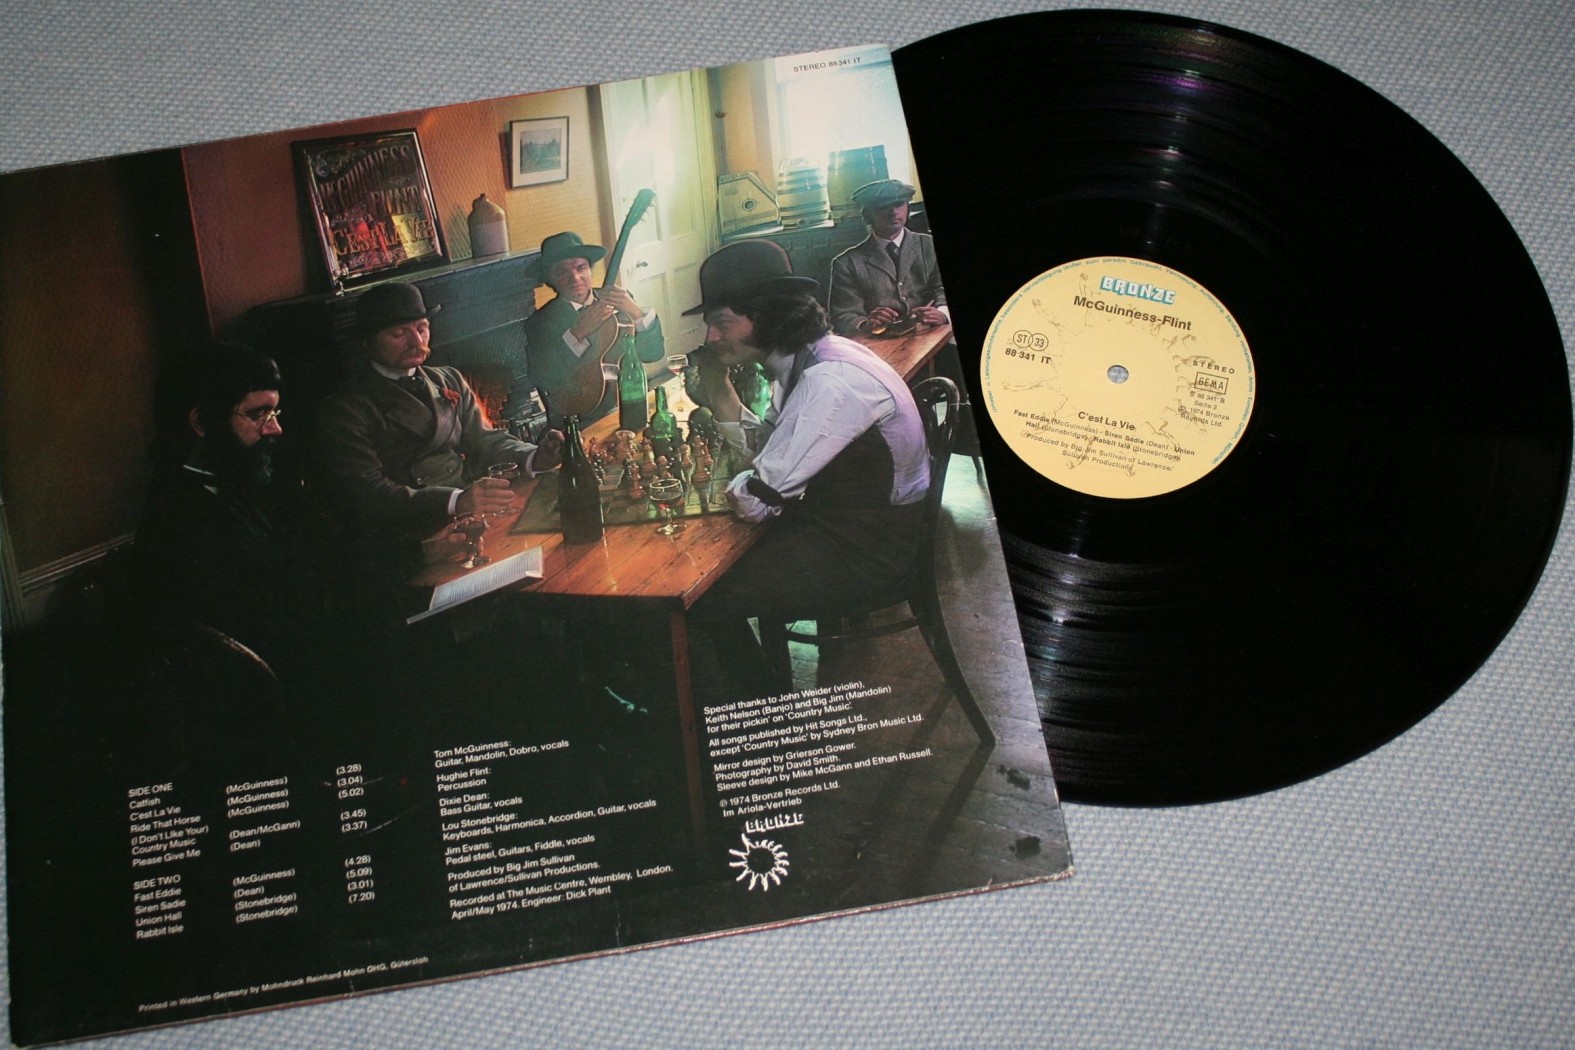 STEREO 88 341 IT
McGUINNESS
FLINT
C'EST LA VIE
SIDE ONE
Catfish (McGuinness) (3.28)
C'est La Vie (McGuinness) (3.04)
Ride That Horse (McGuinness) (5.02)
(I Don't Like Your)
Country Music (Dean/McGann) (3.45)
Please Give Me (Dean) (3.37)
SIDE TWO
Fast Eddie (McGuinness) (4.28)
Siren Sadie (Dean) (5.09)
Union Hall (Stonebridge) (3.01)
Rabbit Isle (Stonebridge) (7.20)
Tom McGuinness:
Guitar, Mandolin, Dobro, vocals
Hughie Flint:
Percussion
Dixie Dean:
Bass Guitar, vocals
Lou Stonebridge:
Keyboards, Harmonica, Accordion, Guitar, vocals
Jim Evans:
Pedal steel, Guitars, Fiddle, vocals
Produced by Big Jim Sullivan
of Lawrence/Sullivan Productions.
Recorded at The Music Centre, Wembley, London.
April/May 1974. Engineer: Dick Plant
Special thanks to John Weider (violin),
Keith Nelson (Banjo) and Big Jim (Mandolin)
for their pickin' on 'Country Music'.
All songs published by Hit Songs Ltd.,
except 'Country Music' by Sydney Bron Music Ltd.
Mirror design by Grierson Gower.
Photography by David Smith.
Sleeve design by Mike McGann and Ethan Russell.
℗ 1974 Bronze Records Ltd.
Im Ariola-Vertrieb
BRONZE
Printed in Western Germany by Mohndruck Reinhard Mohn OHG, Gütersloh
BRONZE
McGuinness-Flint
ST 33
88 341 IT
STEREO
GEMA
S 88 341 B
Seite 2
℗ 1974 Bronze
Records Ltd.
C'est La Vie
Fast Eddie (McGuinness) - Siren Sadie (Dean) - Union
Hall (Stonebridge) - Rabbit Isle (Stonebridge)
Produced by Big Jim Sullivan of Lawrence/
Sullivan Productions